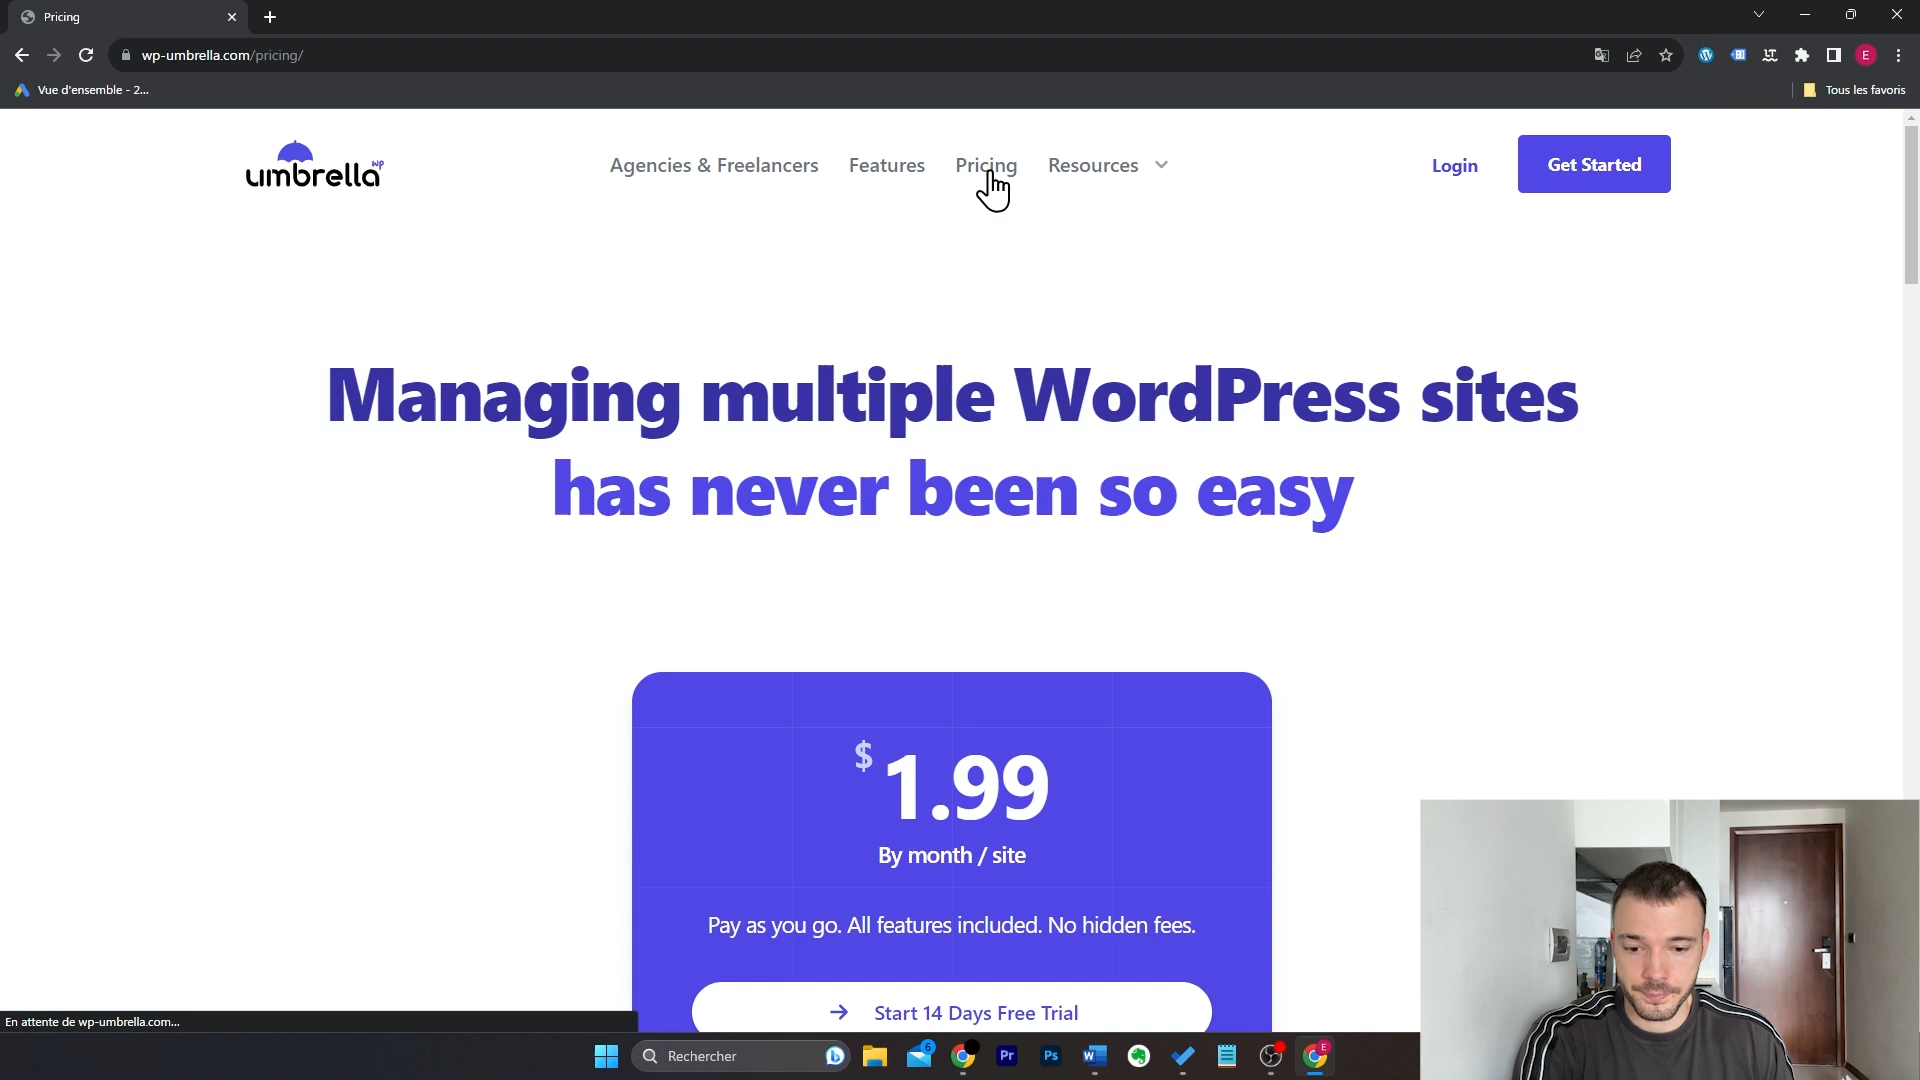 Pricing
wp-umbrella.com/pricing/
Vue d'ensemble - 2...
Tous les favoris
umbrella wp
Agencies & Freelancers
Features
Pricing
Resources
Login
Get Started
Managing multiple WordPress sites
has never been so easy
$ 1.99
By month / site
Pay as you go. All features included. No hidden fees.
Start 14 Days Free Trial
En attente de wp-umbrella.com...
Rechercher
6
Pr
Ps
W
E
E